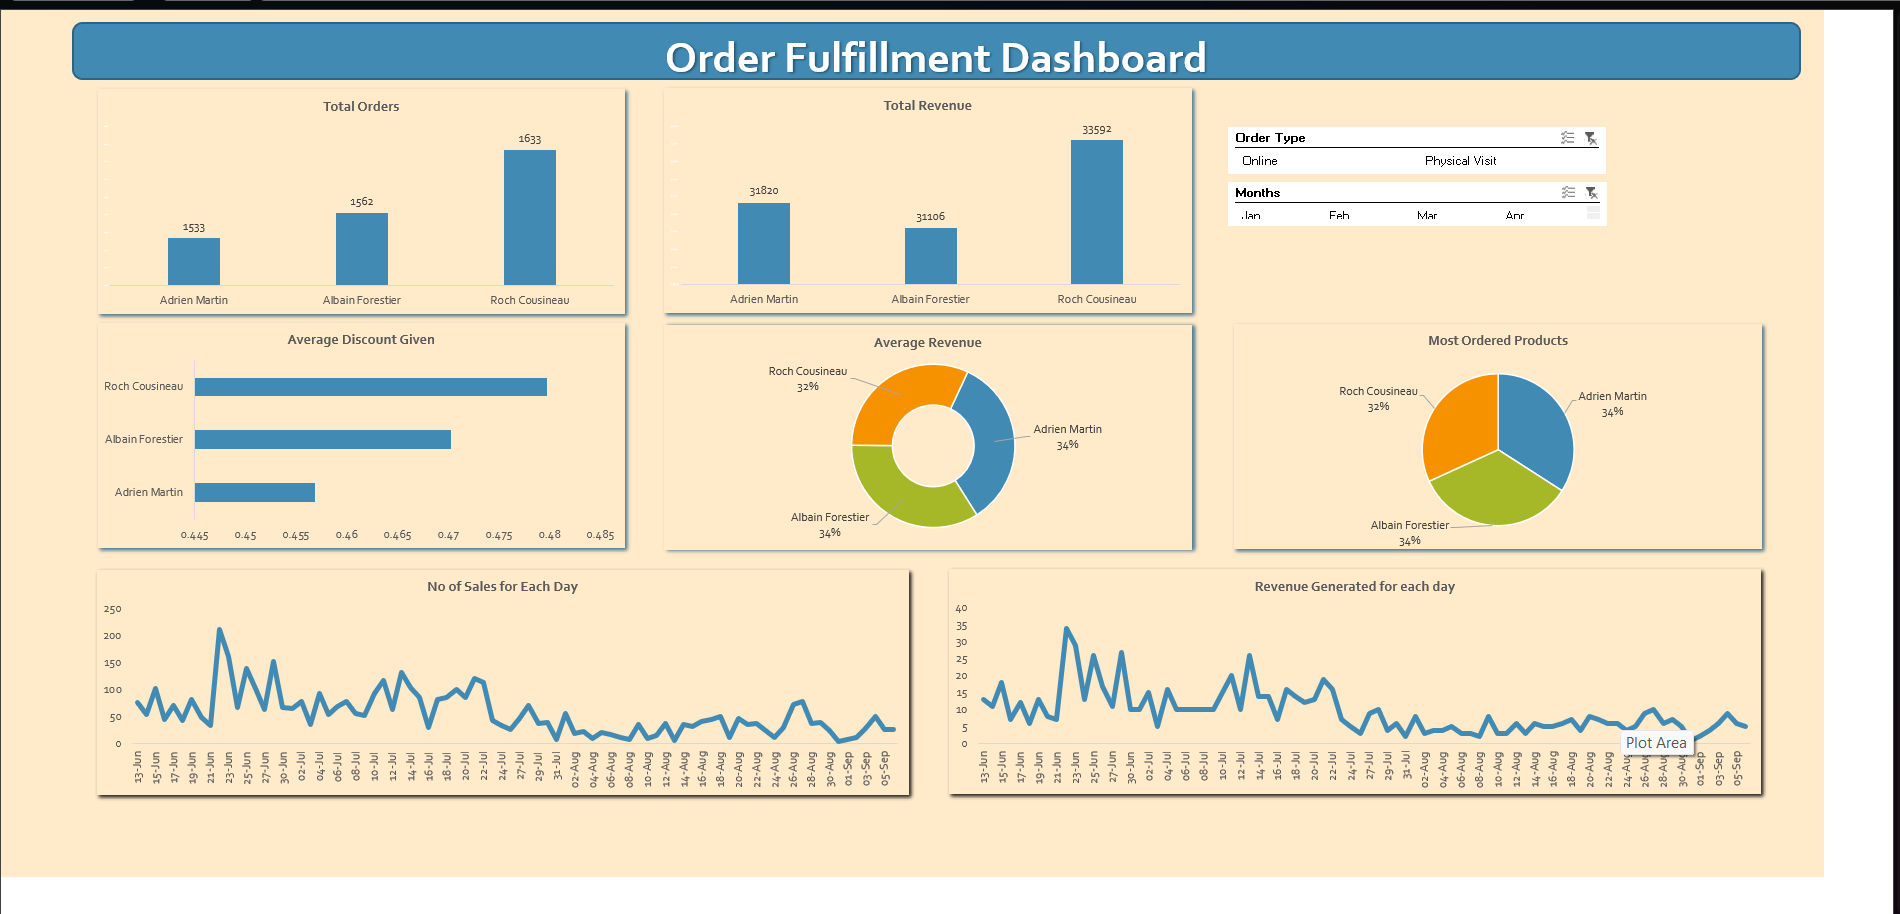 Order Fulfillment Dashboard
Total Orders
1533
1562
1633
Adrien Martin
Albain Forestier
Roch Cousineau
Total Revenue
31820
31106
33592
Adrien Martin
Albain Forestier
Roch Cousineau
Order Type
Online
Physical Visit
Months
Jan
Feb
Mar
Apr
Average Discount Given
Roch Cousineau
Albain Forestier
Adrien Martin
0.445 0.45 0.455 0.46 0.465 0.47 0.475 0.48 0.485
Average Revenue
Roch Cousineau
32%
Adrien Martin
34%
Albain Forestier
34%
Most Ordered Products
Roch Cousineau
32%
Adrien Martin
34%
Albain Forestier
34%
No of Sales for Each Day
250
200
150
100
50
0
13-Jun
15-Jun
17-Jun
19-Jun
21-Jun
23-Jun
25-Jun
27-Jun
30-Jun
02-Jul
04-Jul
06-Jul
08-Jul
10-Jul
12-Jul
14-Jul
16-Jul
18-Jul
20-Jul
22-Jul
24-Jul
27-Jul
29-Jul
31-Jul
02-Aug
04-Aug
06-Aug
08-Aug
10-Aug
12-Aug
14-Aug
16-Aug
18-Aug
20-Aug
22-Aug
24-Aug
26-Aug
28-Aug
30-Aug
01-Sep
03-Sep
05-Sep
Revenue Generated for each day
40
35
30
25
20
15
10
5
0
13-Jun
15-Jun
17-Jun
19-Jun
21-Jun
23-Jun
25-Jun
27-Jun
30-Jun
02-Jul
04-Jul
06-Jul
08-Jul
10-Jul
12-Jul
14-Jul
16-Jul
18-Jul
20-Jul
22-Jul
24-Jul
27-Jul
29-Jul
31-Jul
02-Aug
04-Aug
06-Aug
08-Aug
10-Aug
12-Aug
14-Aug
16-Aug
18-Aug
20-Aug
22-Aug
24-Aug
26-Aug
28-Aug
30-Aug
01-Sep
03-Sep
05-Sep
Plot Area